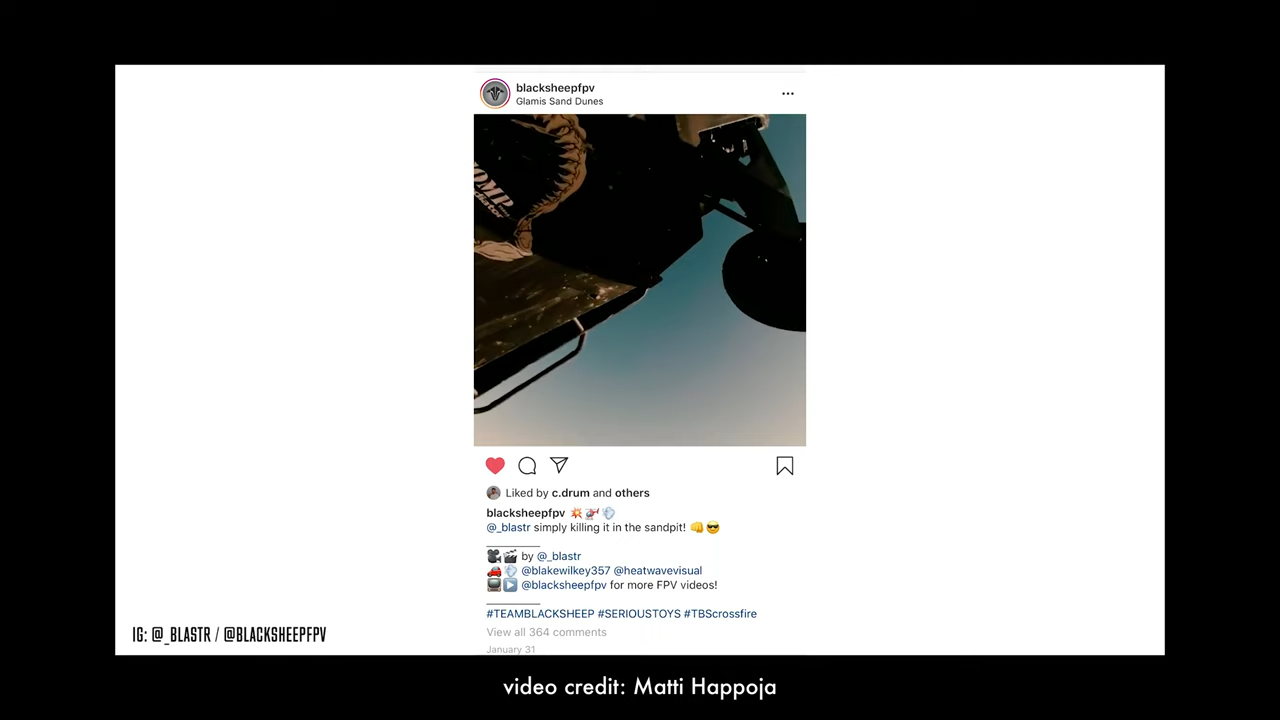 blacksheepfpv
Glamis Sand Dunes
Liked by c.drum and others
blacksheepfpv 💥🚁💨
@_blastr simply killing it in the sandpit! 👊😎
🎥🎬 by @_blastr
🚗💨 @blakewilkey357 @heatwavevisual
📺▶️ @blacksheepfpv for more FPV videos!
#TEAMBLACKSHEEP #SERIOUSTOYS #TBScrossfire
View all 364 comments
January 31
IG: @_BLASTR / @BLACKSHEEPFPV
video credit: Matti Happoja